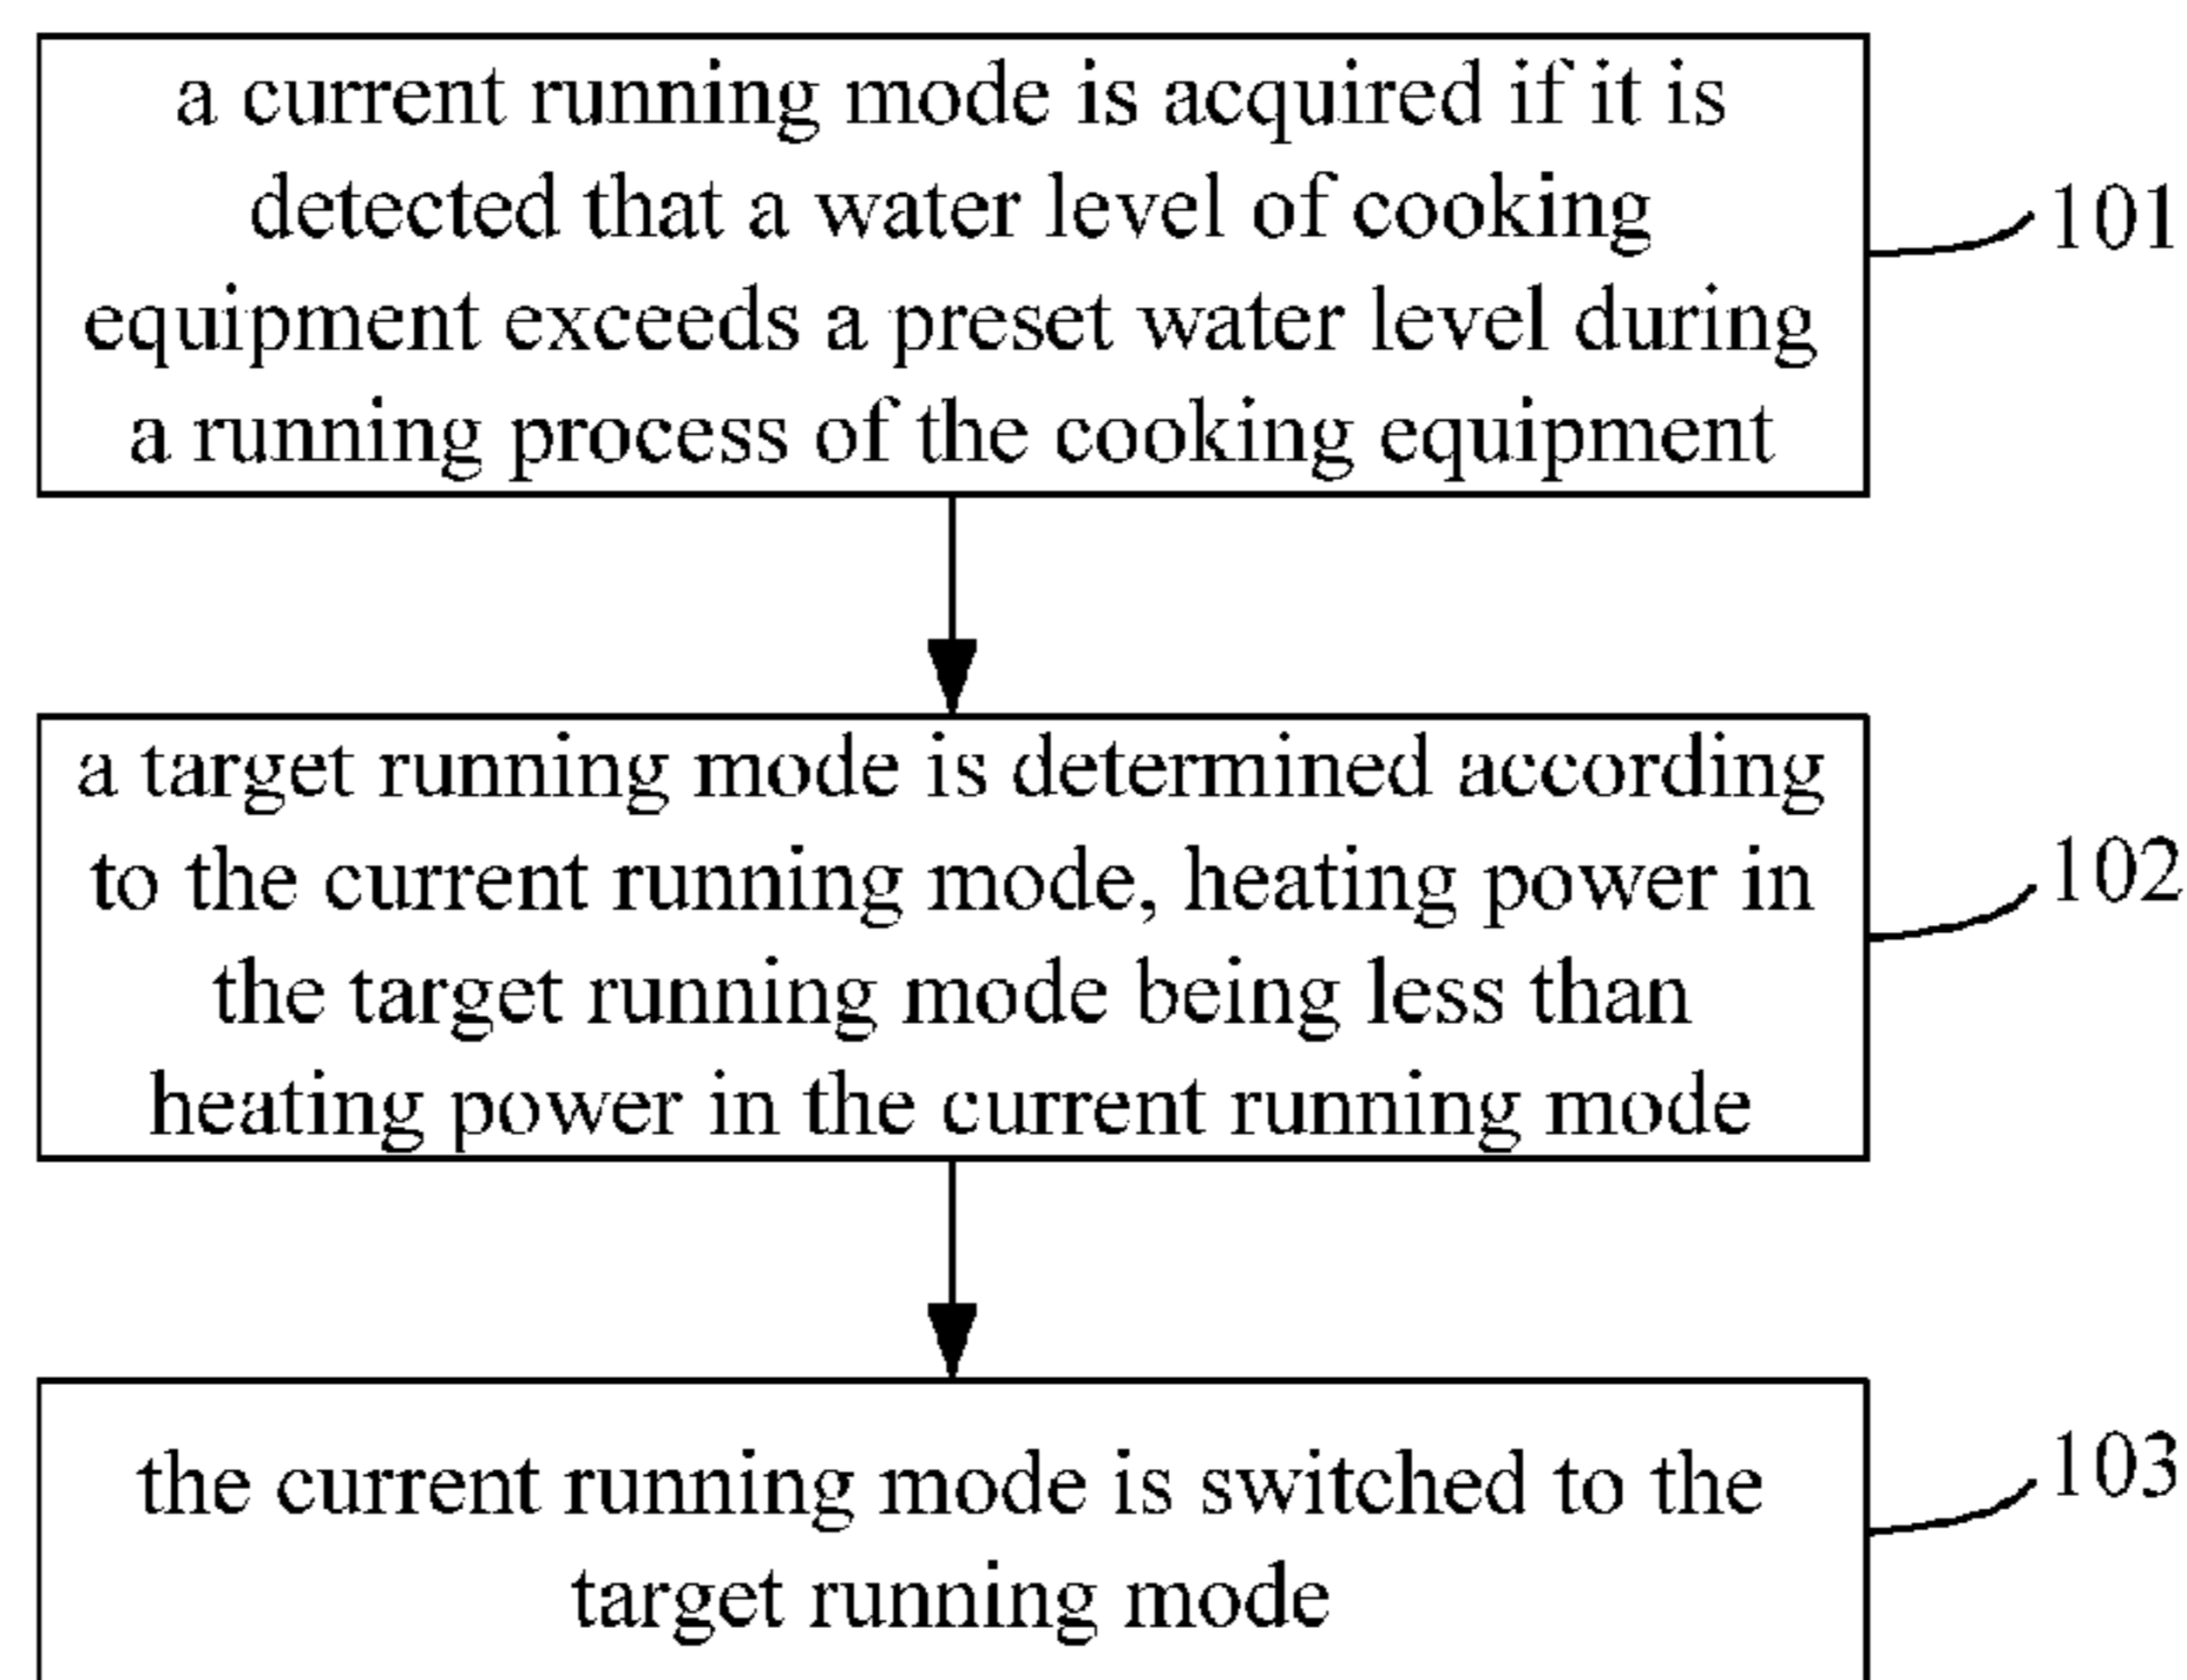 a current running mode is acquired if it is
detected that a water level of cooking
equipment exceeds a preset water level during
a running process of the cooking equipment
101
a target running mode is determined according
to the current running mode, heating power in
the target running mode being less than
heating power in the current running mode
102
the current running mode is switched to the
target running mode
103